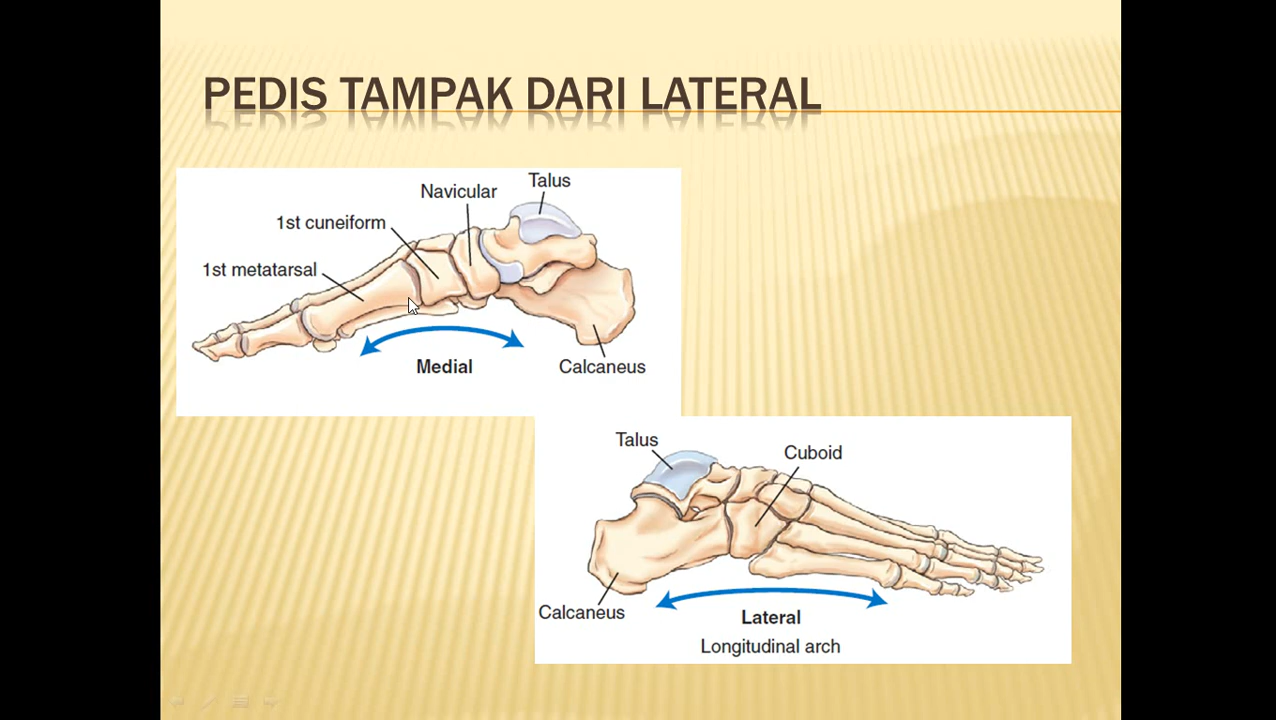 PEDIS TAMPAK DARI LATERAL
Talus
Navicular
1st cuneiform
1st metatarsal
Medial
Calcaneus
Talus
Cuboid
Calcaneus
Lateral
Longitudinal arch